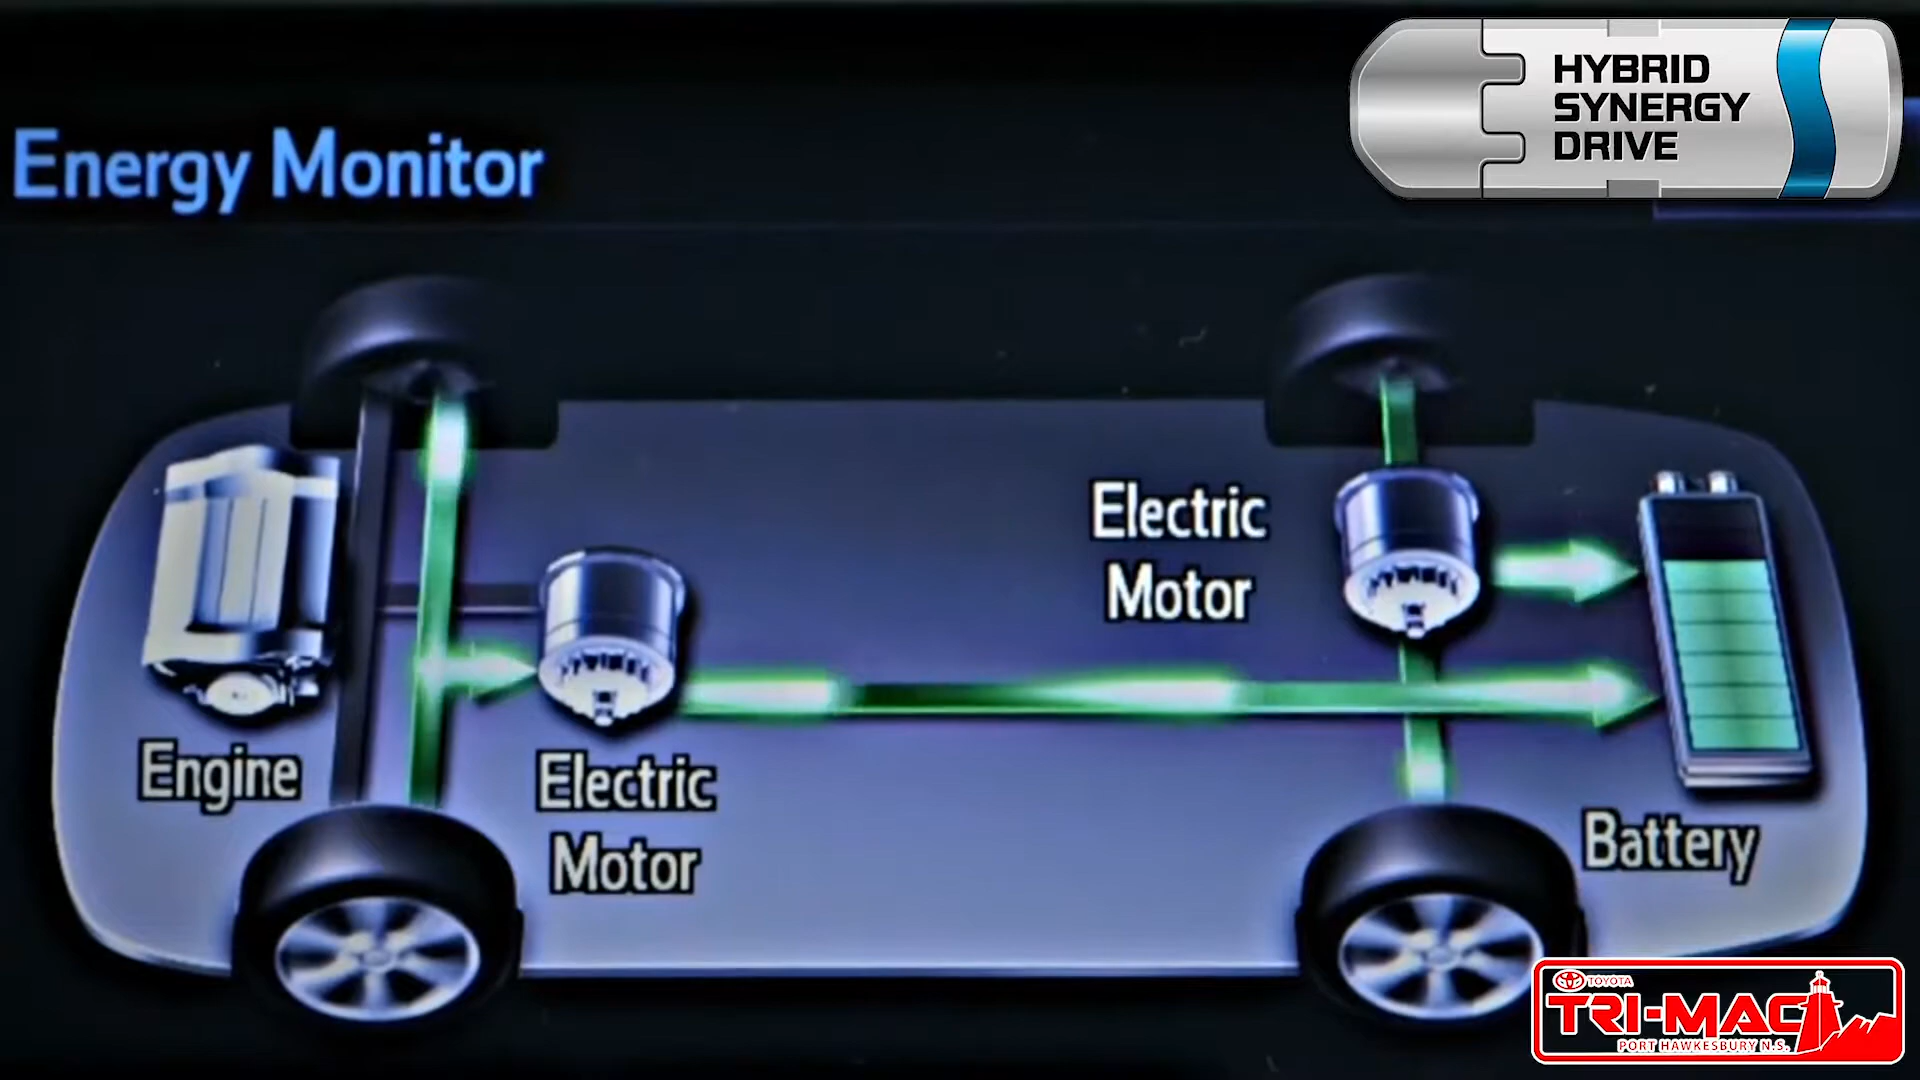 HYBRID
SYNERGY
DRIVE
Energy Monitor
Electric
Motor
Engine
Electric
Motor
Battery
TOYOTA
TRI-MAC
PORT HAWKESBURY N.S.